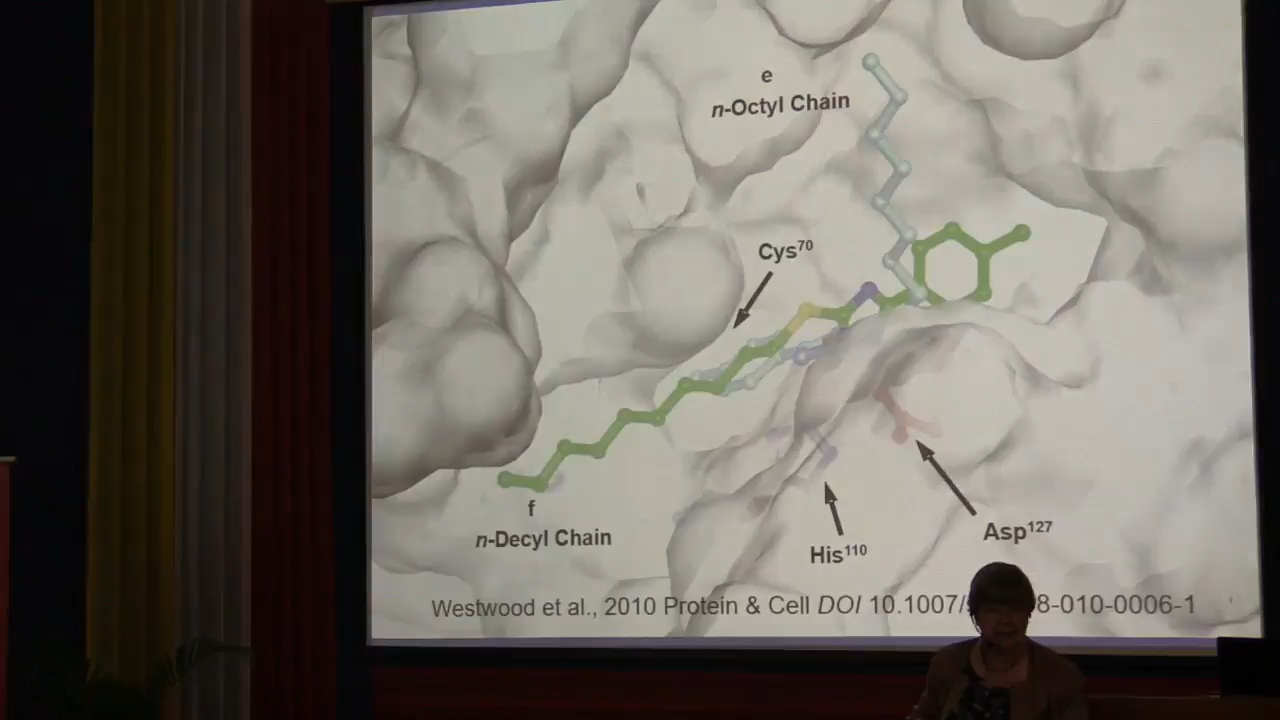 e
n-Octyl Chain
Cys70
f
n-Decyl Chain
His110
Asp127
Westwood et al., 2010 Protein & Cell DOI 10.1007/ 8-010-0006-1